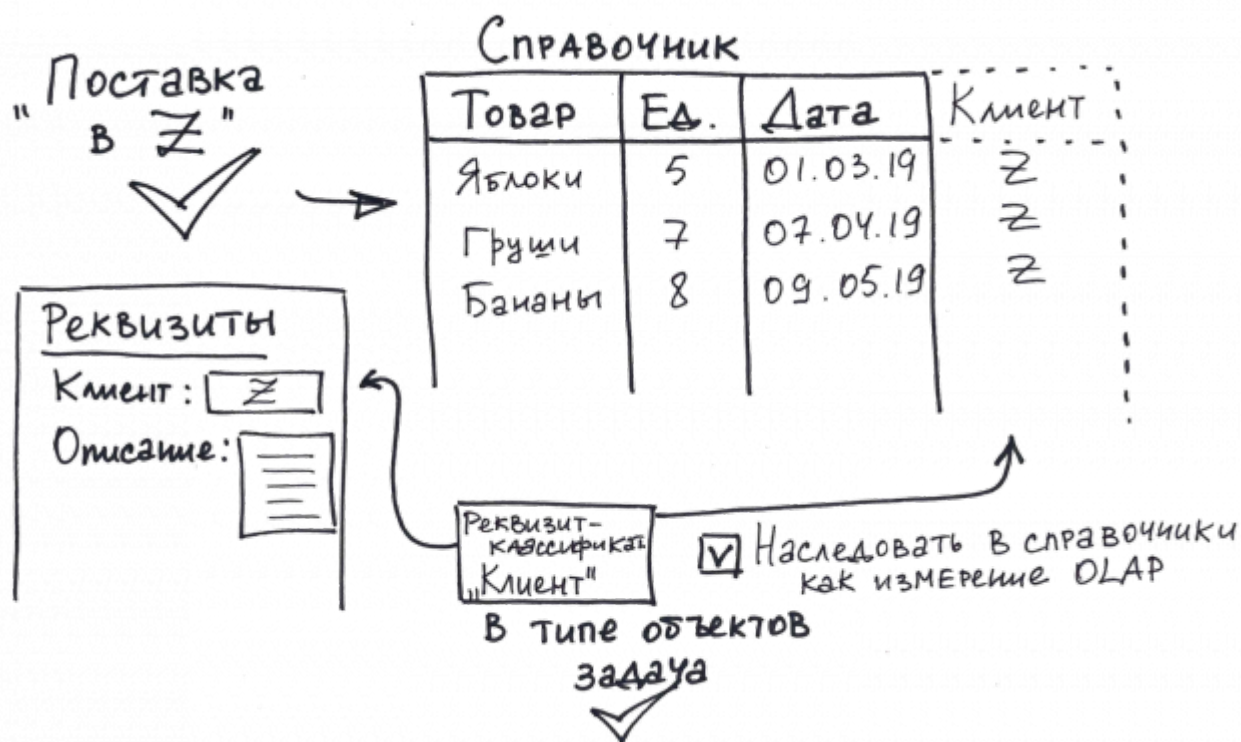 Справочник
"Поставка
в Z"
Товар Ед. Дата Клиент
Яблоки 5 01.03.19 Z
Груши 7 07.04.19 Z
Бананы 8 09.05.19 Z
Реквизиты
Клиент: Z
Описание:
Реквизит-
классификат
"Клиент"
V Наследовать в справочники
как измерение OLAP
в типе объектов
задача